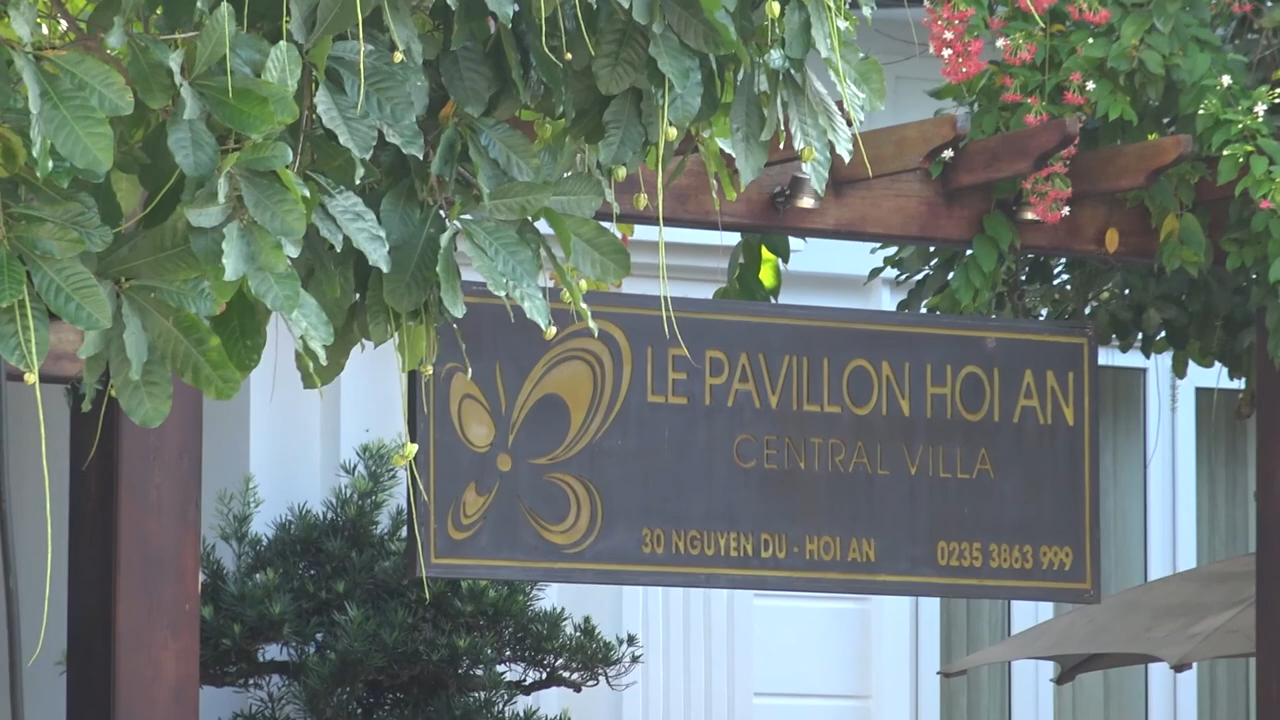 LE PAVILLON HOI AN
CENTRAL VILLA
30 NGUYEN DU - HOI AN 0235 3863 999